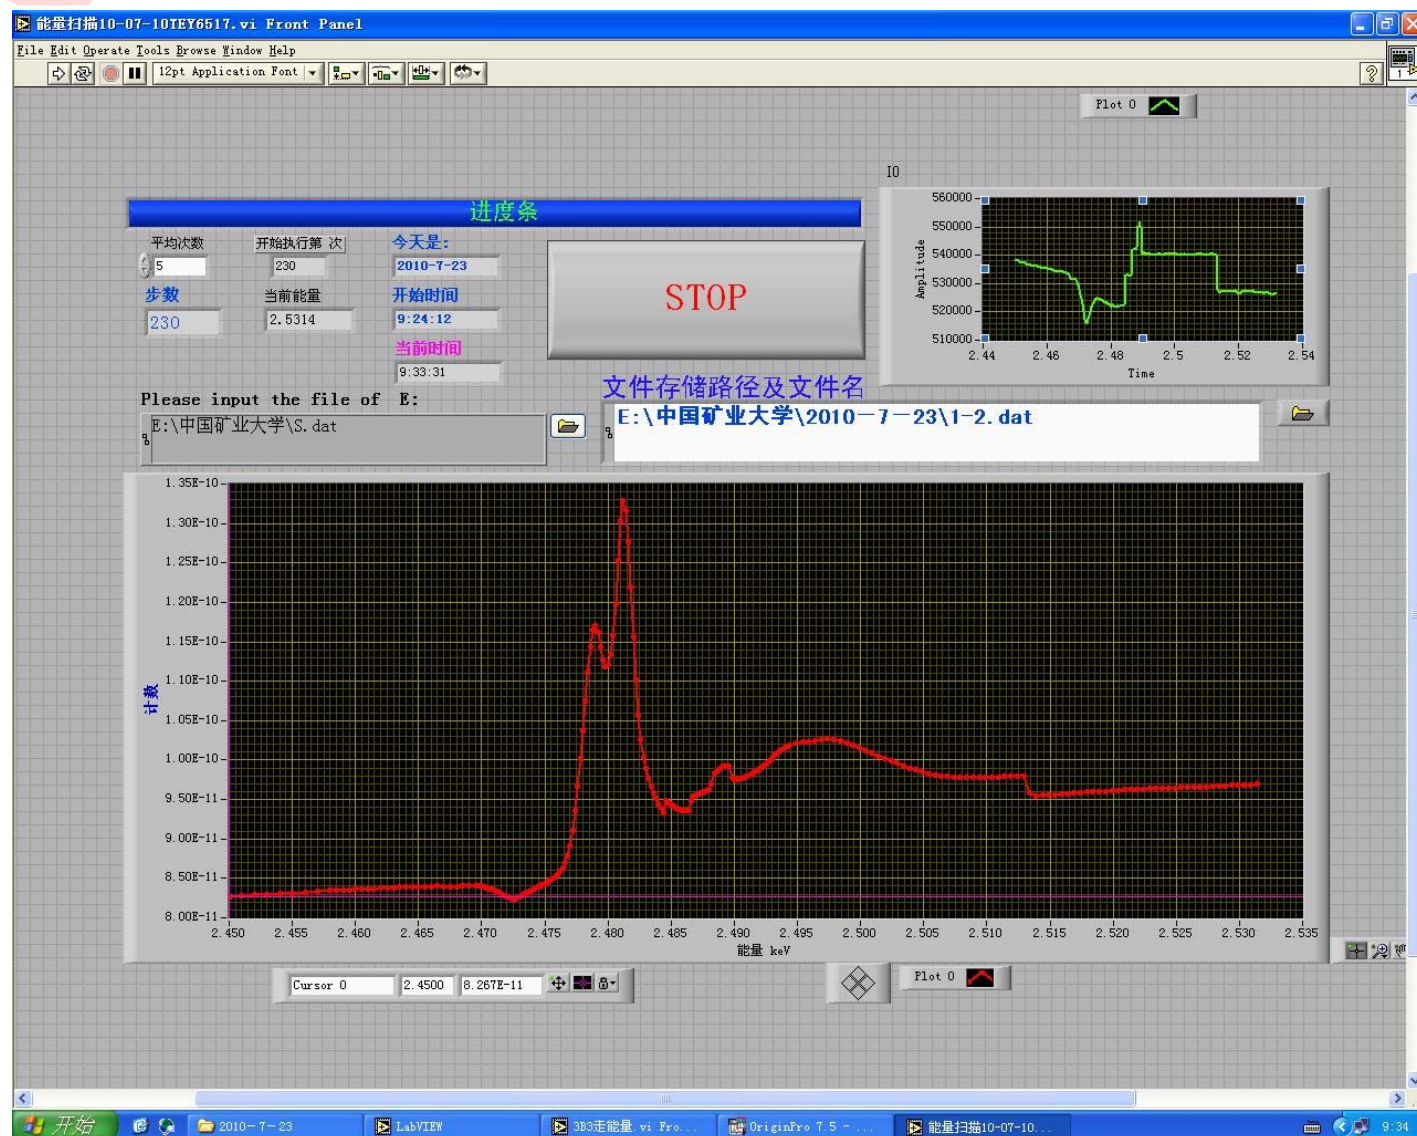 能量扫描10-07-10TEY6517.vi Front Panel
File Edit Operate Tools Browse Window Help
12pt Application Font
1
Plot 0
I0
进度条
平均次数
开始执行第 次
今天是:
5
230
2010-7-23
步数
当前能量
开始时间
230
2.5314
9:24:12
当前时间
9:33:31
STOP
560000
550000
540000
530000
520000
510000
Amplitude
2.44 2.46 2.48 2.5 2.52 2.54
Time
Please input the file of E:
E:\中国矿业大学\S.dat
文件存储路径及文件名
E:\中国矿业大学\2010-7-23\1-2.dat
1.35E-10
1.30E-10
1.25E-10
1.20E-10
1.15E-10
1.10E-10
1.05E-10
1.00E-10
9.50E-11
9.00E-11
8.50E-11
8.00E-11
计数
2.450 2.455 2.460 2.465 2.470 2.475 2.480 2.485 2.490 2.495 2.500 2.505 2.510 2.515 2.520 2.525 2.530 2.535
能量 keV
Cursor 0 2.4500 8.267E-11
Plot 0
开始 2010-7-23 LabVIEW 3B3走能量.vi Fro... OriginPro 7.5 - ... 能量扫描10-07-10... 9:34